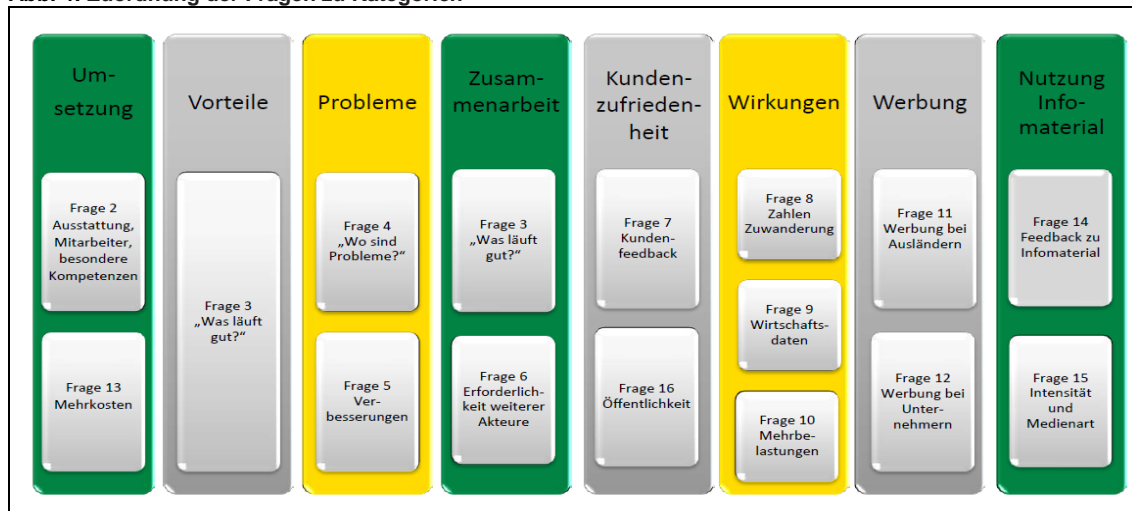 Abb. 1: Zuordnung der Fragen zu Kategorien
Um-
setzung
Frage 2
Ausstattung,
Mitarbeiter,
besondere
Kompetenzen
Frage 13
Mehrkosten
Vorteile
Frage 3
„Was läuft
gut?“
Probleme
Frage 4
„Wo sind
Probleme?“
Frage 5
Ver-
besserungen
Zusam-
menarbeit
Frage 3
„Was läuft
gut?“
Frage 6
Erforderlich-
keit weiterer
Akteure
Kunden-
zufrieden-
heit
Frage 7
Kunden-
feedback
Frage 16
Öffentlichkeit
Wirkungen
Frage 8
Zahlen
Zuwanderung
Frage 9
Wirtschafts-
daten
Frage 10
Mehrbe-
lastungen
Werbung
Frage 11
Werbung bei
Ausländern
Frage 12
Werbung bei
Unter-
nehmern
Nutzung
Info-
material
Frage 14
Feedback zu
Infomaterial
Frage 15
Intensität
und
Medienart